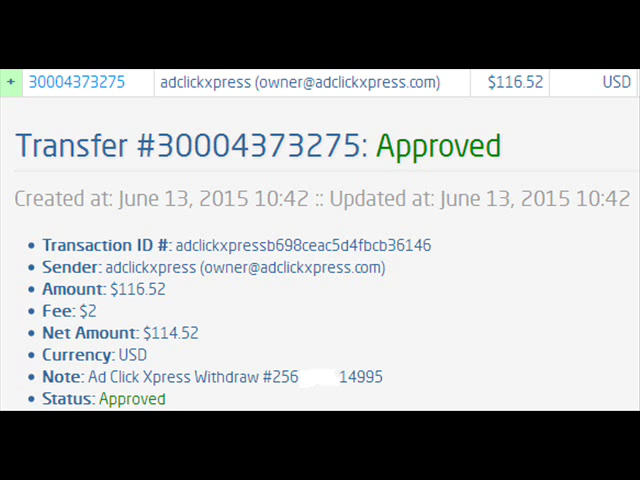 + 30004373275 adclickxpress (owner@adclickxpress.com) $116.52 USD
Transfer #30004373275: Approved
Created at: June 13, 2015 10:42 :: Updated at: June 13, 2015 10:42
• Transaction ID #: adclickxpressb698ceac5d4fbcb36146
• Sender: adclickxpress (owner@adclickxpress.com)
• Amount: $116.52
• Fee: $2
• Net Amount: $114.52
• Currency: USD
• Note: Ad Click Xpress Withdraw #256 14995
• Status: Approved